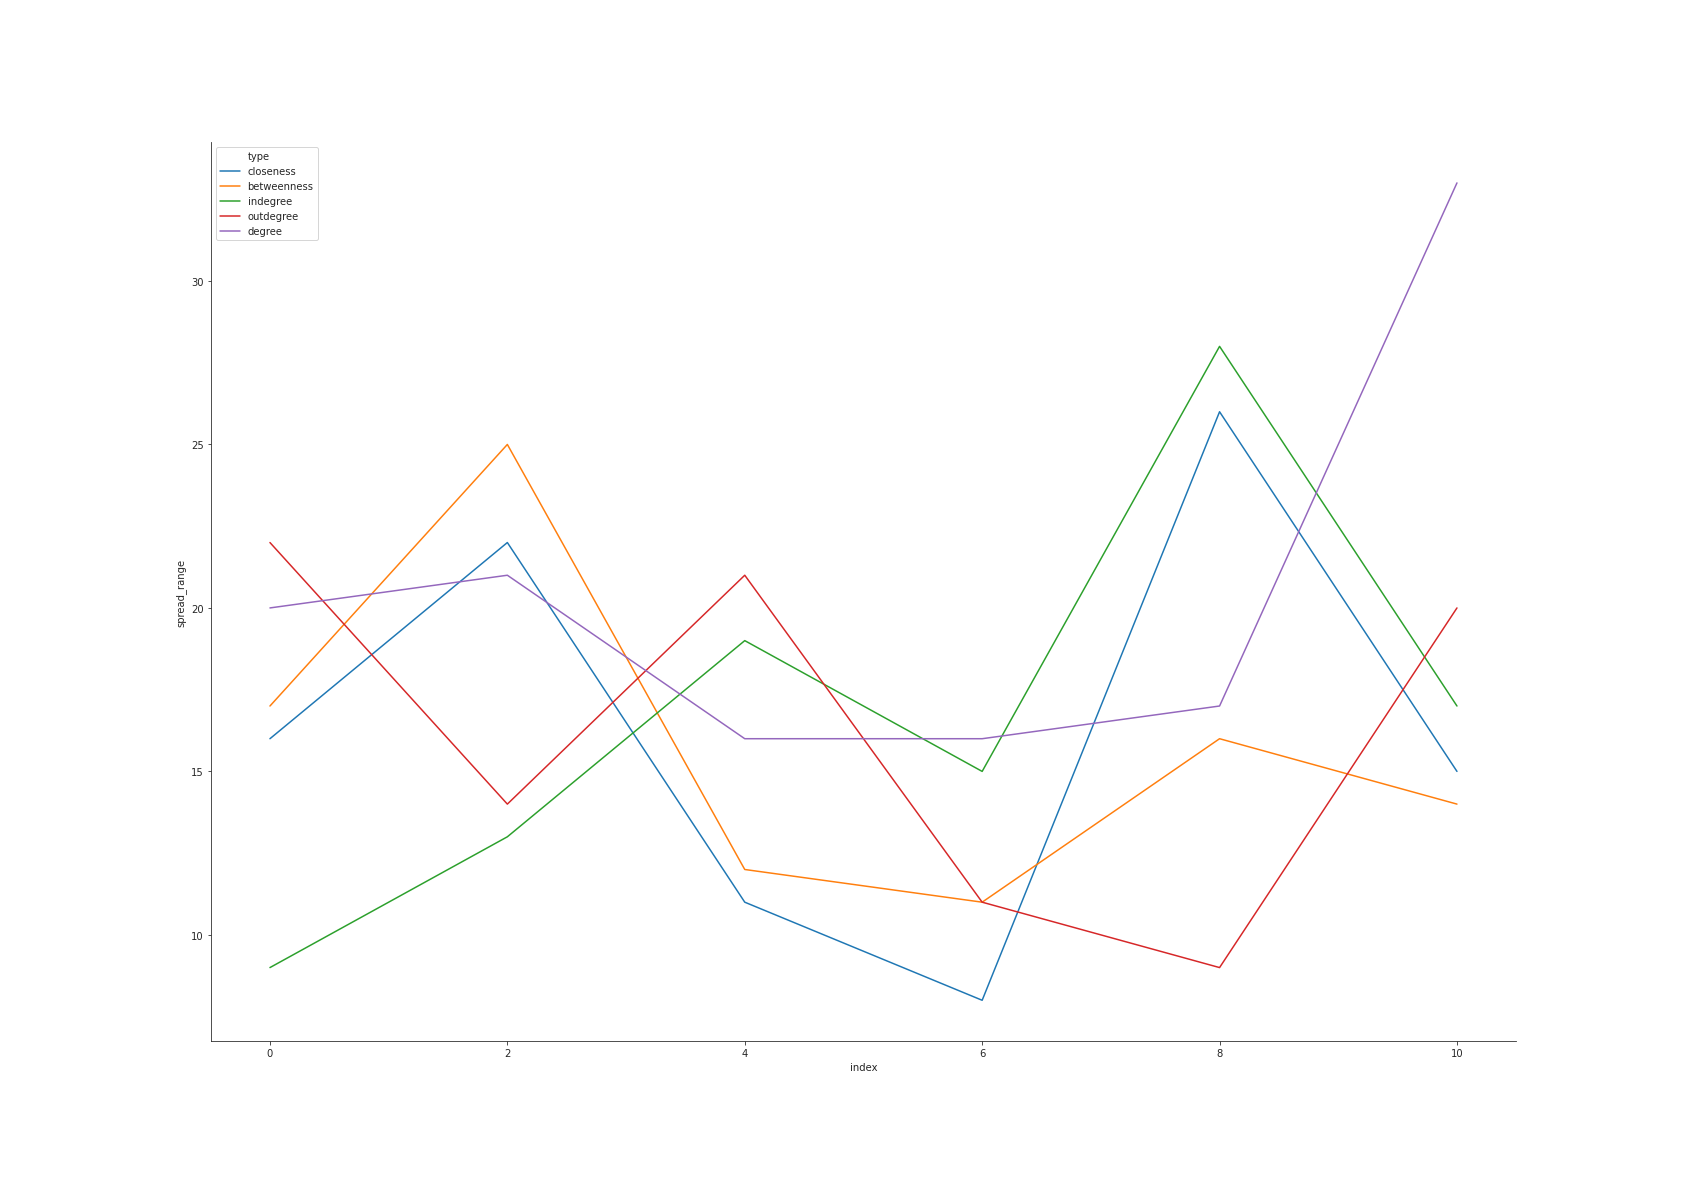 type
closeness
betweenness
indegree
outdegree
degree
30
25
20
15
10
spread_range
0 2 4 6 8 10
index